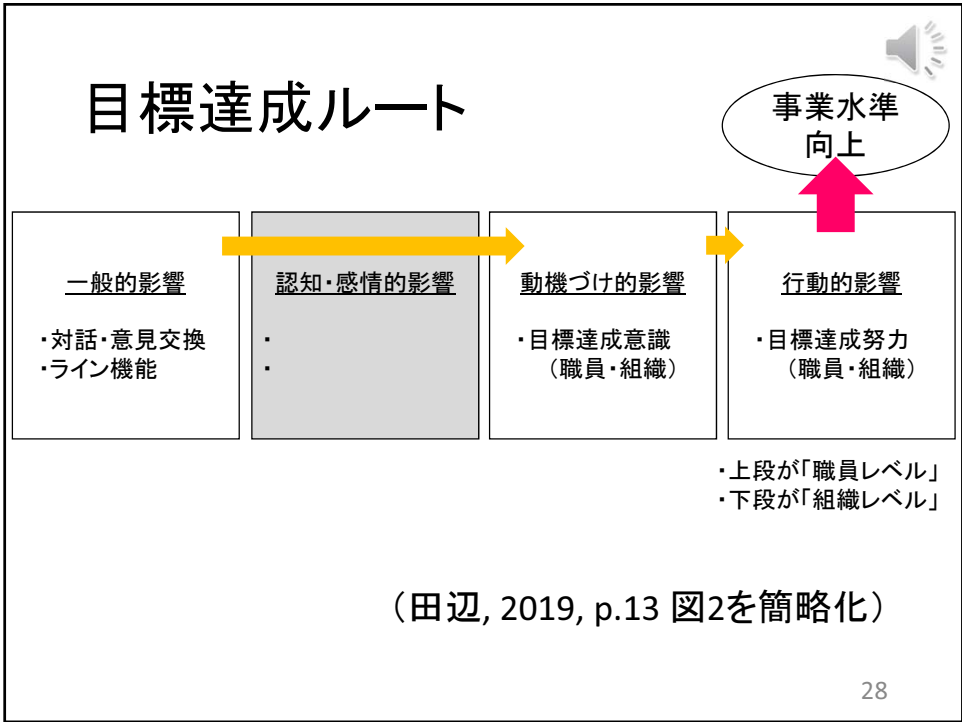 目標達成ルート
事業水準
向上
一般的影響
・対話・意見交換
・ライン機能
認知・感情的影響
・
・
動機づけ的影響
・目標達成意識
（職員・組織）
行動的影響
・目標達成努力
（職員・組織）
・上段が「職員レベル」
・下段が「組織レベル」
（田辺, 2019, p.13 図2を簡略化）
28